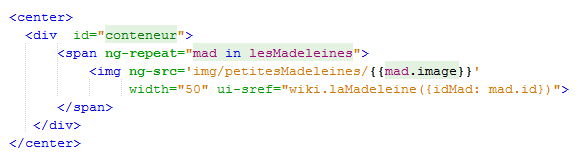 <center>
  <div  id="conteneur">
      <span ng-repeat="mad in lesMadeleines">
          <img ng-src='img/petitesMadeleines/{{mad.image}}'
               width="50" ui-sref="wiki.laMadeleine({idMad: mad.id})">
      </span>
   </div>
</center>